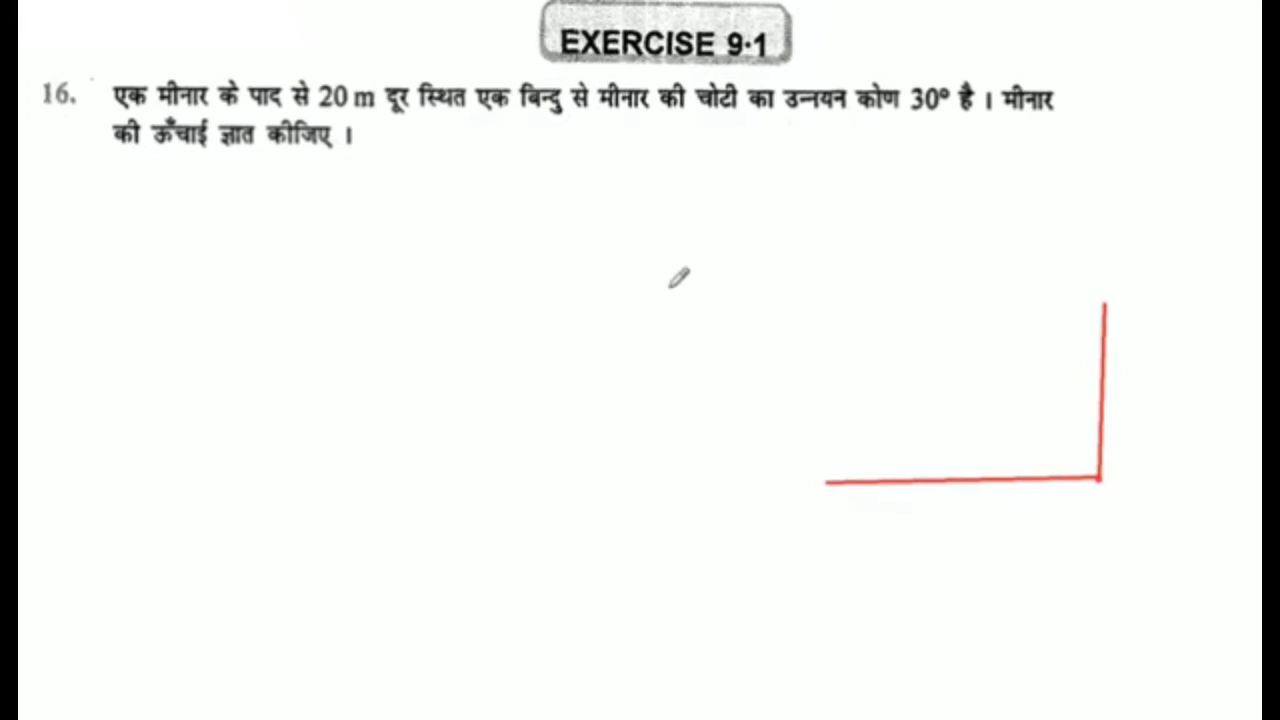 EXERCISE 9·1
16. एक मीनार के पाद से 20 m दूर स्थित एक बिन्दु से मीनार की चोटी का उन्नयन कोण 30° है । मीनार
की ऊँचाई ज्ञात कीजिए ।